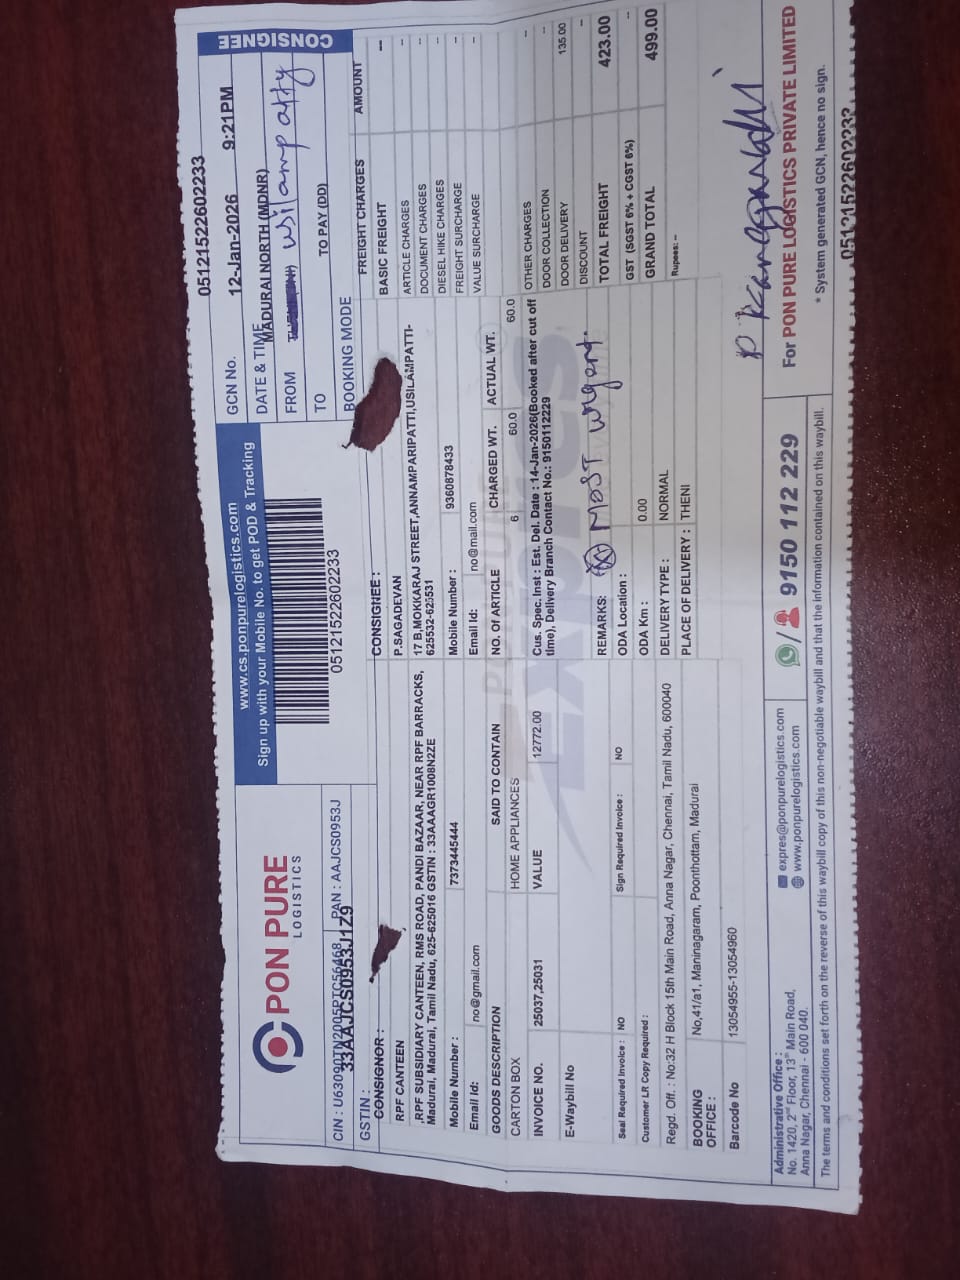 PON PURE
LOGISTICS
www.cs.ponpurelogistics.com
Sign up with your Mobile No. to get POD & Tracking
05121522602233
CONSIGNEE
05121522602233
GCN No.
DATE & TIME 12-Jan-2026 9:21PM
FROM MADURAI NORTH (MDNR)
TO
BOOKING MODE TO PAY (DD)
CIN : U63090TN2005PTC56468 PAN : AAJCS0953J
GSTIN : 33AAJCS0953J1Z9
CONSIGNOR :
RPF CANTEEN
,RPF SUBSIDIARY CANTEEN, RMS ROAD, PANDI BAZAAR, NEAR RPF BARRACKS,
Madurai, Madurai, Tamil Nadu, 625-625016 GSTIN : 33AAAGR1008N2ZE
Mobile Number : 7373445444
Email Id: no@gmail.com
CONSIGNEE :
P.SAGADEVAN
17 B,MOKKARAJ STREET,ANNAMPARIPATTI,USILAMPATTI-
625532-625531
Mobile Number : 9360878433
Email Id: no@mail.com
FREIGHT CHARGES AMOUNT
BASIC FREIGHT --
ARTICLE CHARGES --
DOCUMENT CHARGES --
DIESEL HIKE CHARGES --
FREIGHT SURCHARGE --
VALUE SURCHARGE --
OTHER CHARGES --
DOOR COLLECTION --
DOOR DELIVERY 135.00
DISCOUNT --
TOTAL FREIGHT 423.00
GST (SGST 6% + CGST 6%) --
GRAND TOTAL 499.00
Rupees: --
GOODS DESCRIPTION SAID TO CONTAIN NO. OF ARTICLE CHARGED WT. ACTUAL WT.
CARTON BOX HOME APPLIANCES 6 60.0 60.0
INVOICE NO. 25037,25031 VALUE 12772.00
E-Waybill No
Cus. Spec. Inst : Est. Del. Date : 14-Jan-2026(Booked after cut off
time), Delivery Branch Contact No.: 9150112229
REMARKS: MOST
Seal Required Invoice : NO Sign Required Invoice : NO
ODA Location :
Customer LR Copy Required :
ODA Km : 0.00
Regd. Off. : No:32 H Block 15th Main Road, Anna Nagar, Chennai, Tamil Nadu, 600040
DELIVERY TYPE : NORMAL
BOOKING OFFICE : No,41/a1, Maninagaram, Poonthottam, Madurai
PLACE OF DELIVERY : THENI
Barcode No 13054955-13054960
Administrative Office :
No. 1420, 2nd Floor, 13th Main Road,
Anna Nagar, Chennai - 600 040.
expres@ponpurelogistics.com
www.ponpurelogistics.com
9150 112 229
For PON PURE LOGISTICS PRIVATE LIMITED
* System generated GCN, hence no sign.
The terms and conditions set forth on the reverse of this waybill copy of this non-negotiable waybill and that the information contained on this waybill.
05121522602233